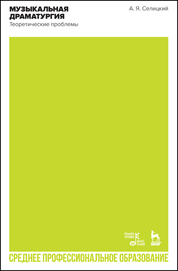 МУЗЫКАЛЬНАЯ
ДРАМАТУРГИЯ
Теоретические проблемы
А. Я. Селицкий
СРЕДНЕЕ ПРОФЕССИОНАЛЬНОЕ ОБРАЗОВАНИЕ